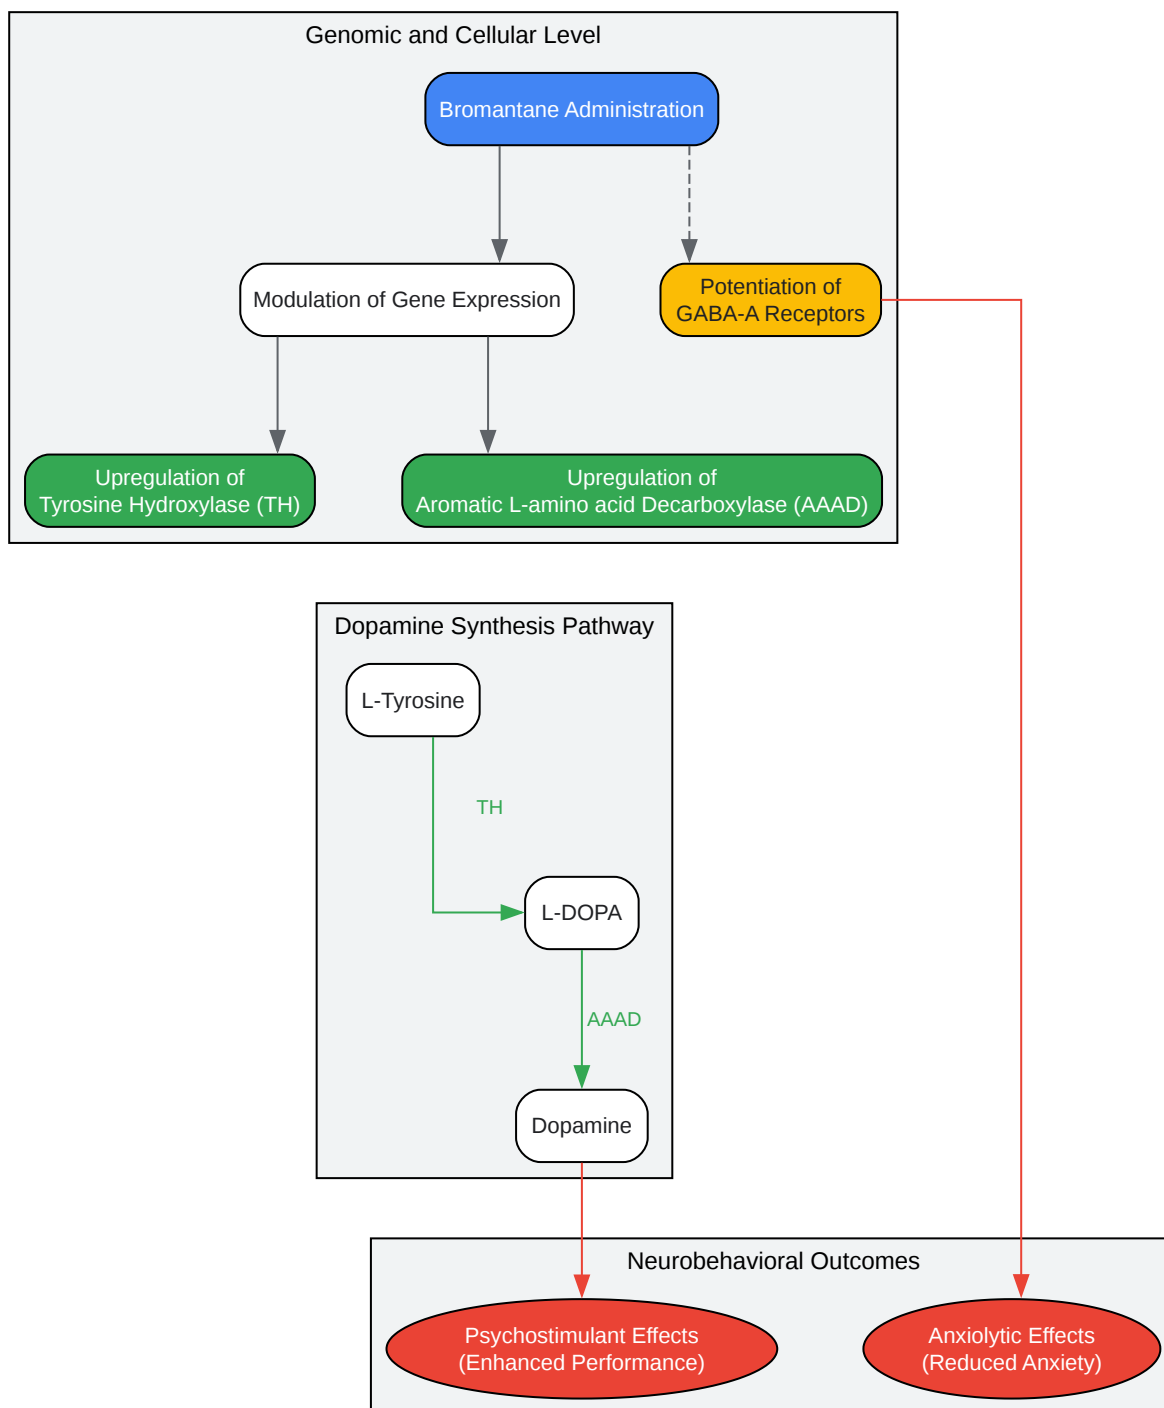 Genomic and Cellular Level
Bromantane Administration
Modulation of Gene Expression
Potentiation of
GABA-A Receptors
Upregulation of
Tyrosine Hydroxylase (TH)
Upregulation of
Aromatic L-amino acid Decarboxylase (AAAD)
Dopamine Synthesis Pathway
L-Tyrosine
TH
L-DOPA
AAAD
Dopamine
Neurobehavioral Outcomes
Psychostimulant Effects
(Enhanced Performance)
Anxiolytic Effects
(Reduced Anxiety)